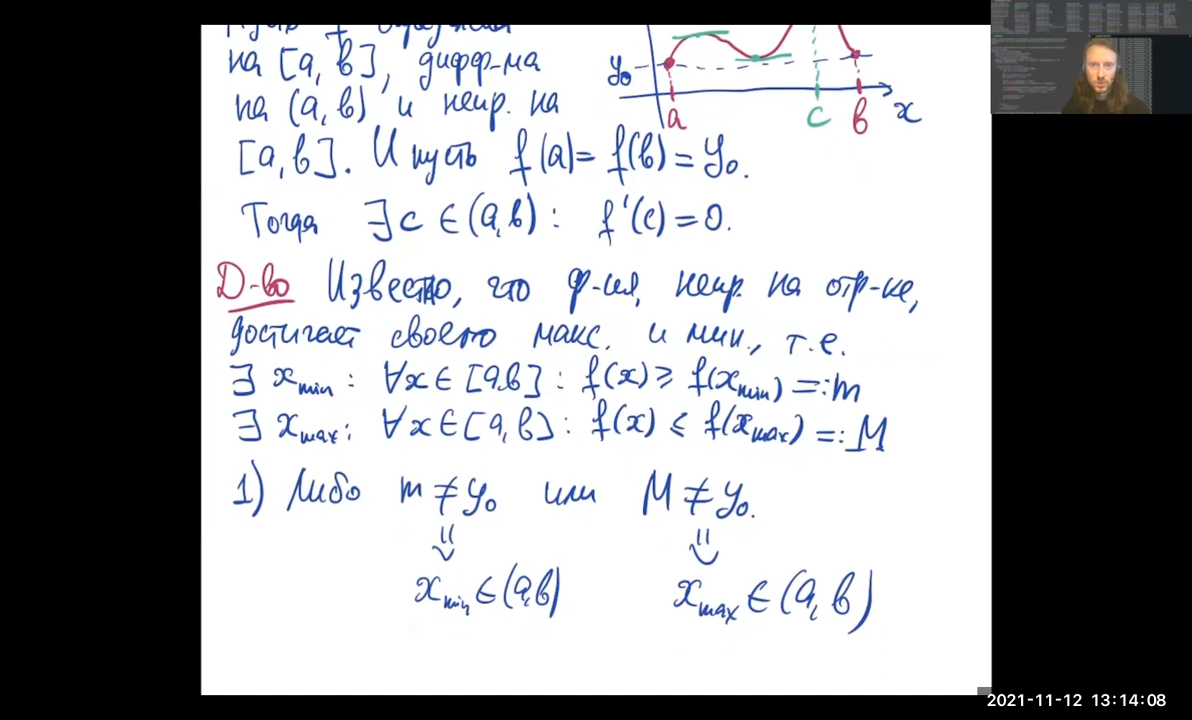 на [a, b], дифф-ма
y₀
на (a, b) и непр. на
a c b x
[a, b]. И пусть f(a) = f(b) = y₀.
Тогда ∃ c ∈ (a, b) : f'(c) = 0.
Д-во Известно, что ф-ия, непр. на отр-ке,
достигает своего макс. и мин., т.е.
∃ x_min : ∀x ∈ [a, b] : f(x) ⩾ f(x_min) =: m
∃ x_max : ∀x ∈ [a, b] : f(x) ⩽ f(x_max) =: M
1) Либо m ≠ y₀ или M ≠ y₀.
⇓ ⇓
x_min ∈ (a, b) x_max ∈ (a, b)
2021-11-12 13:14:08